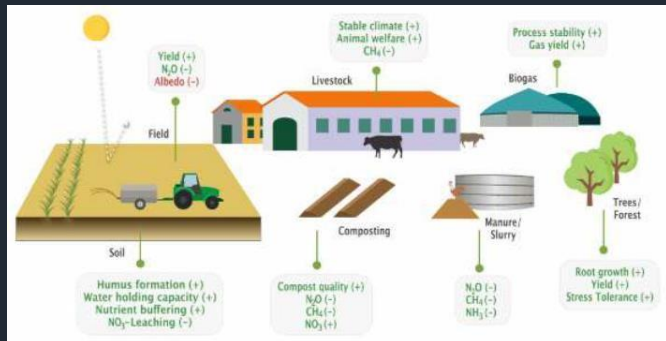 Stable climate (+)
Animal welfare (+)
CH₄(-)
Process stability (+)
Gas yield (+)
Yield (+)
N₂O (-)
Albedo (-)
Livestock
Biogas
Field
Composting
Manure/
Slurry
Trees/
Forest
Soil
Humus formation (+)
Water holding capacity (+)
Nutrient buffering (+)
NO₃-Leaching (-)
Compost quality (+)
N₂O (-)
CH₄(-)
NO₃(+)
N₂O (-)
CH₄(-)
NH₃(-)
Root growth (+)
Yield (+)
Stress Tolerance (+)